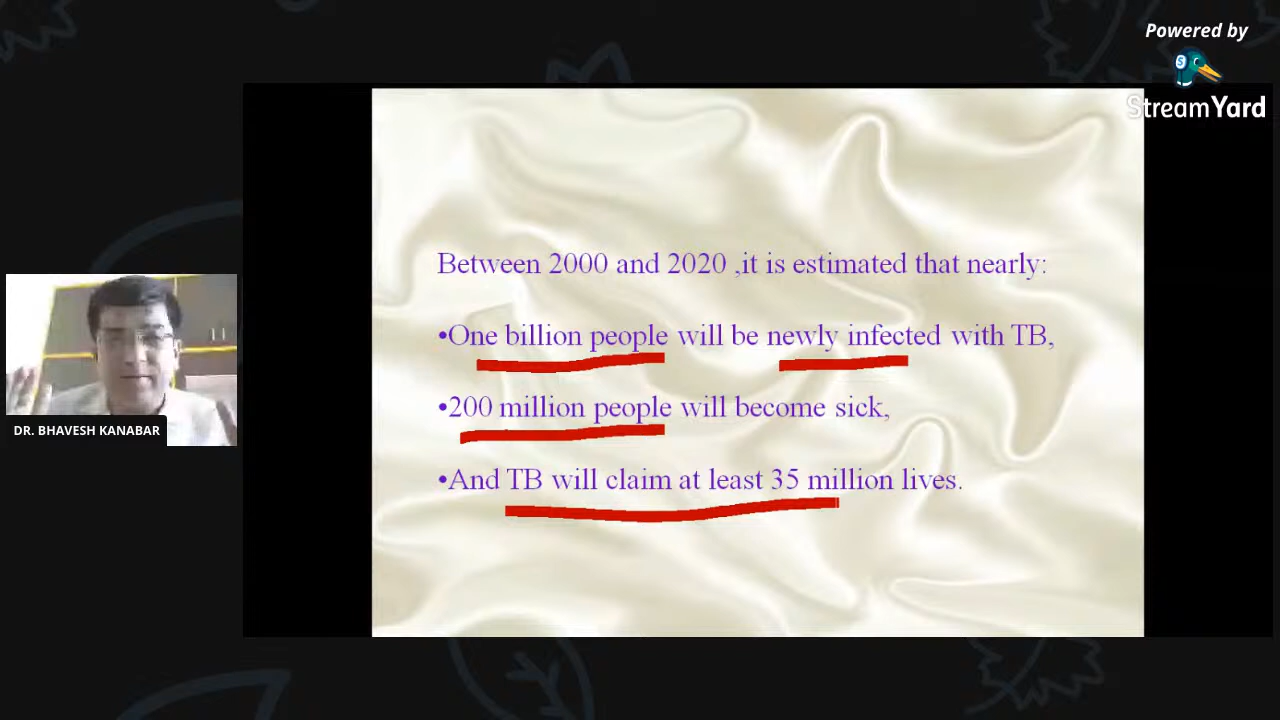 Powered by
StreamYard
Between 2000 and 2020 ,it is estimated that nearly:
•One billion people will be newly infected with TB,
•200 million people will become sick,
•And TB will claim at least 35 million lives.
DR. BHAVESH KANABAR